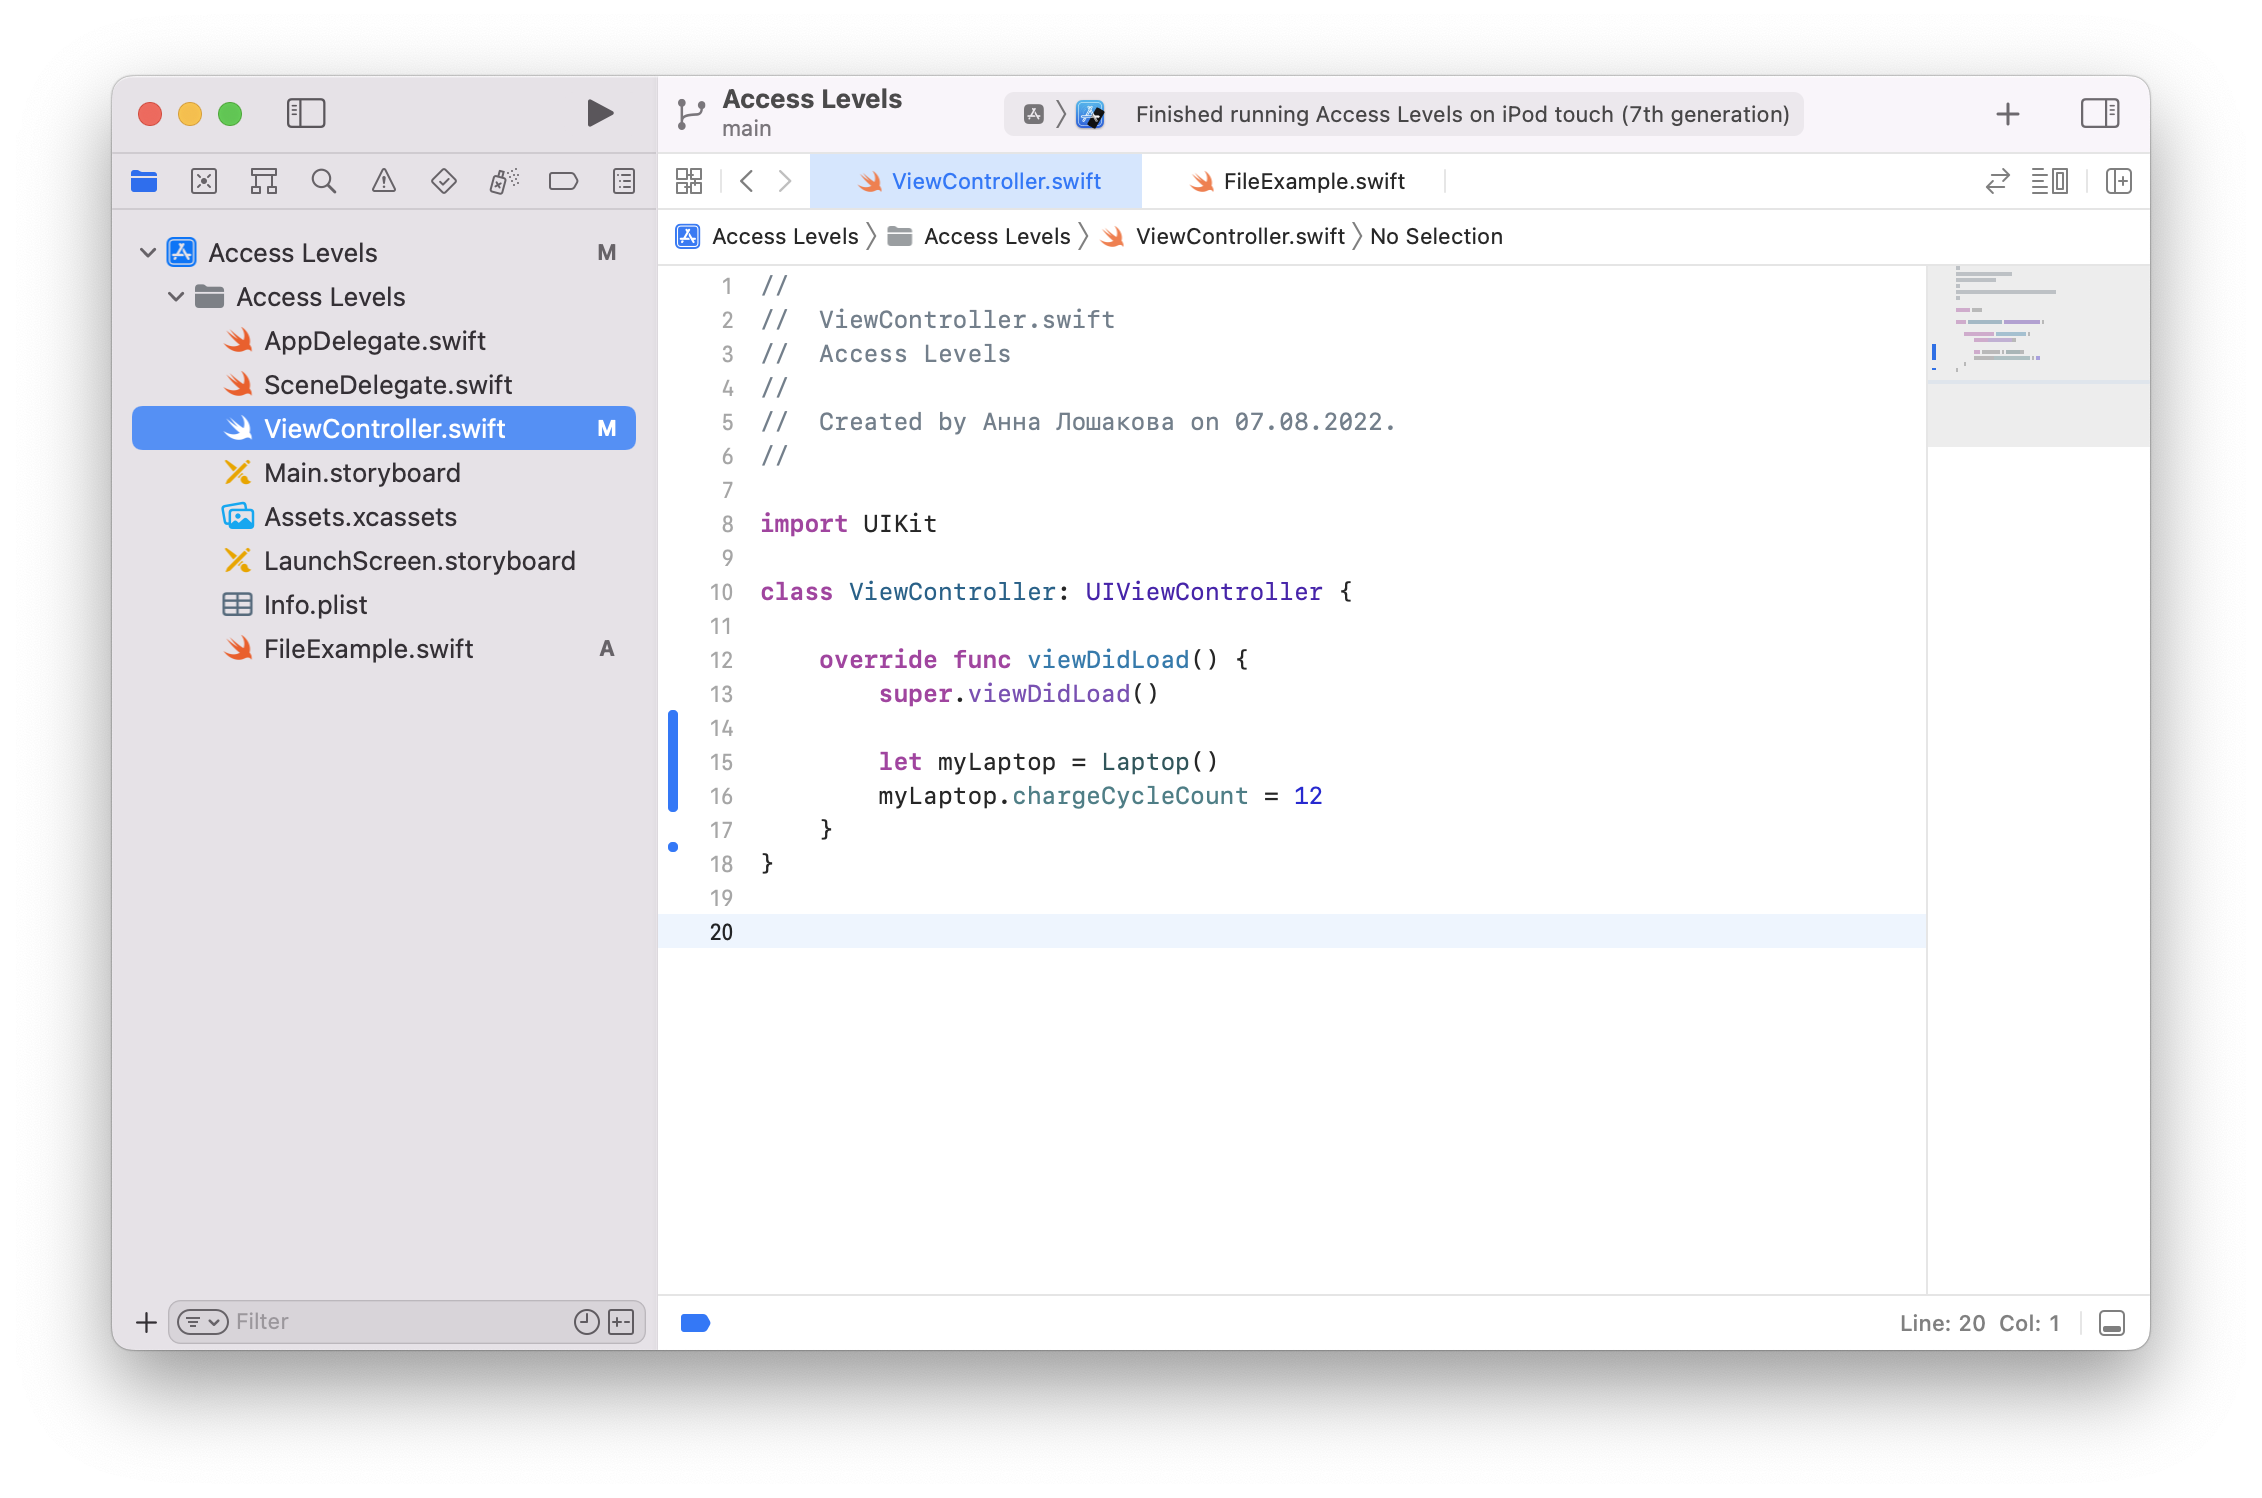 Access Levels
main
Finished running Access Levels on iPod touch (7th generation)
ViewController.swift
FileExample.swift
Access Levels
Access Levels
ViewController.swift
No Selection
Access Levels M
Access Levels
AppDelegate.swift
SceneDelegate.swift
ViewController.swift M
Main.storyboard
Assets.xcassets
LaunchScreen.storyboard
Info.plist
FileExample.swift A
Filter
1 //
2 //  ViewController.swift
3 //  Access Levels
4 //
5 //  Created by Анна Лошакова on 07.08.2022.
6 //
7
8 import UIKit
9
10 class ViewController: UIViewController {
11
12     override func viewDidLoad() {
13         super.viewDidLoad()
14
15         let myLaptop = Laptop()
16         myLaptop.chargeCycleCount = 12
17     }
18 }
19
20
Line: 20 Col: 1